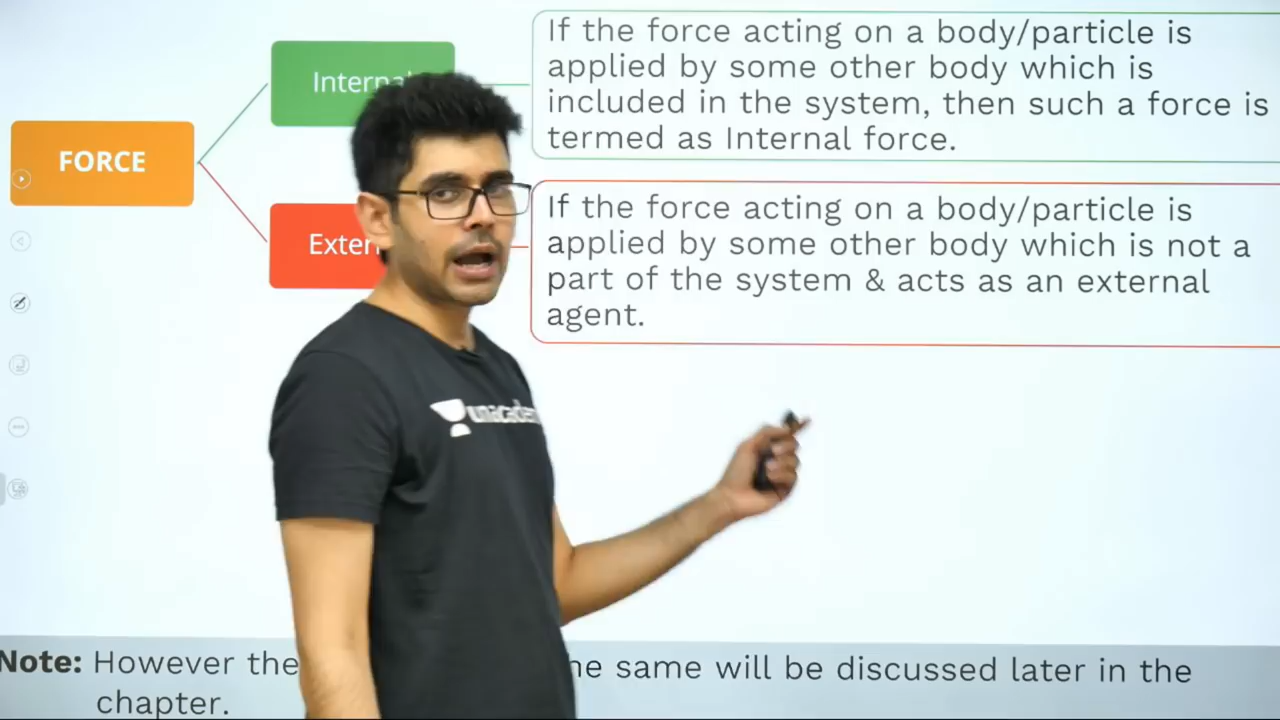 If the force acting on a body/particle is
applied by some other body which is
included in the system, then such a force is
termed as Internal force.
FORCE
If the force acting on a body/particle is
applied by some other body which is not a
part of the system & acts as an external
agent.
Note: However the same will be discussed later in the
chapter.